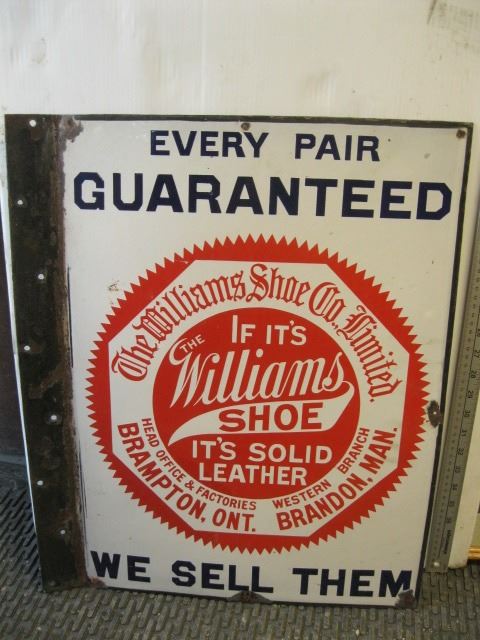 EVERY PAIR
GUARANTEED
The Williams Shoe Co. Limited.
IF IT'S
THE
Williams
SHOE
IT'S SOLID
LEATHER
HEAD OFFICE & FACTORIES
BRAMPTON, ONT.
WESTERN BRANCH
BRANDON, MAN.
WE SELL THEM